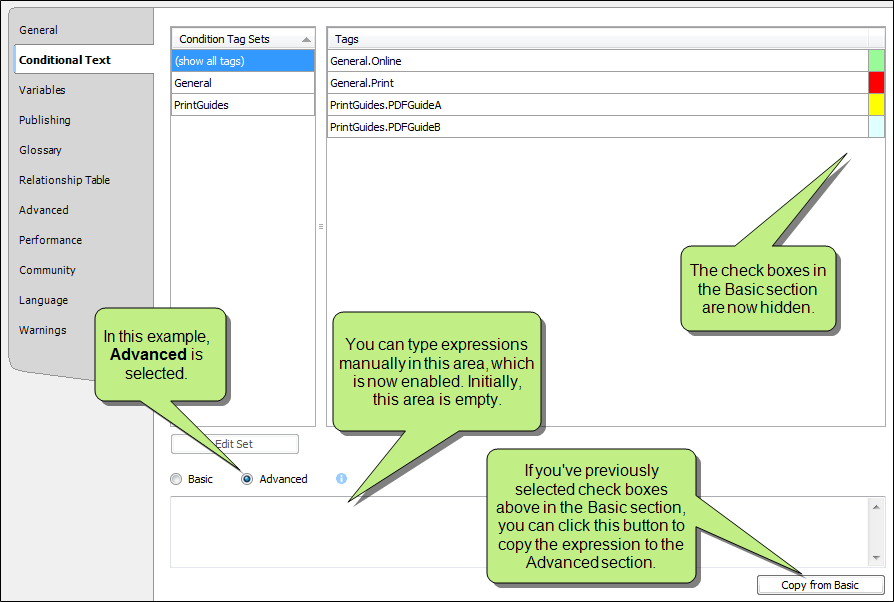 General
Conditional Text
Variables
Publishing
Glossary
Relationship Table
Advanced
Performance
Community
Language
Warnings
Condition Tag Sets
(show all tags)
General
PrintGuides
Tags
General.Online
General.Print
PrintGuides.PDFGuideA
PrintGuides.PDFGuideB
The check boxes in
the Basic section
are now hidden.
In this example,
Advanced is
selected.
You can type expressions
manually in this area, which
is now enabled. Initially,
this area is empty.
Edit Set
Basic
Advanced
If you've previously
selected check boxes
above in the Basic section,
you can click this button to
copy the expression to the
Advanced section.
Copy from Basic